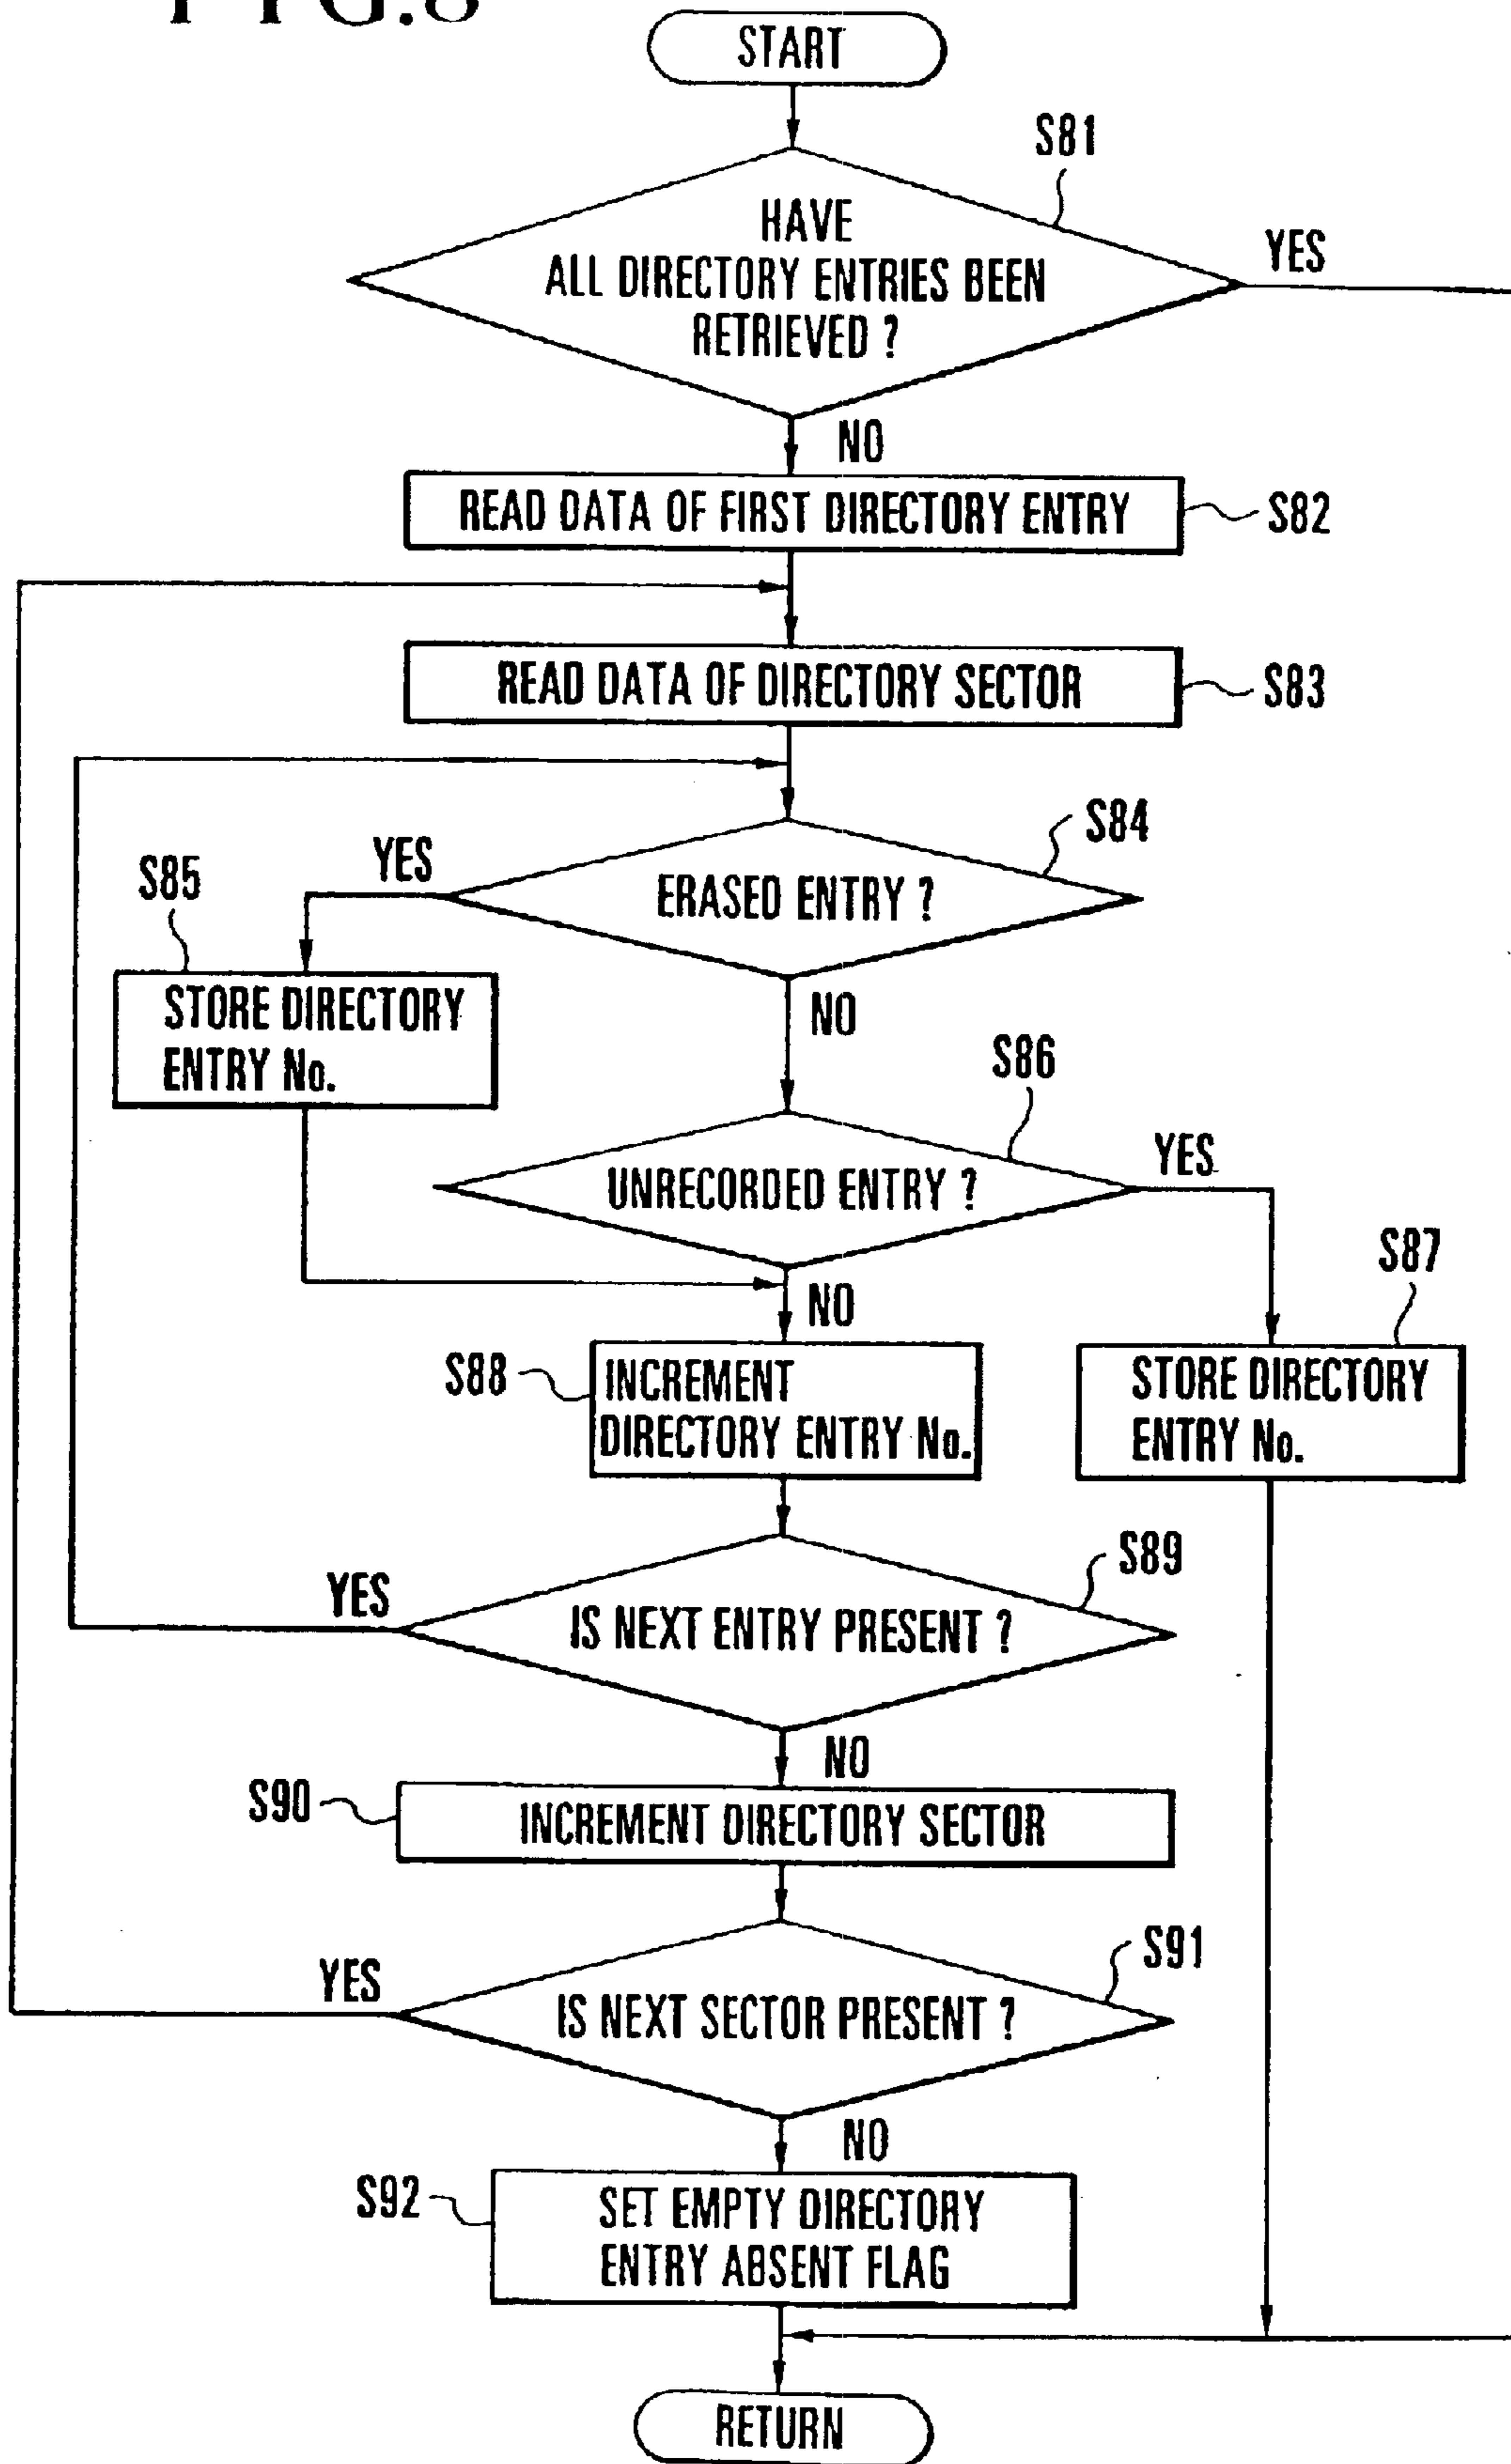 FIG.8
START
S81
HAVE
ALL DIRECTORY ENTRIES BEEN
RETRIEVED ?
YES
NO
READ DATA OF FIRST DIRECTORY ENTRY
S82
READ DATA OF DIRECTORY SECTOR
S83
S84
YES
S85
ERASED ENTRY ?
STORE DIRECTORY
ENTRY No.
NO
S86
YES
UNRECORDED ENTRY ?
S87
NO
S88
INCREMENT
DIRECTORY ENTRY No.
STORE DIRECTORY
ENTRY No.
S89
YES
IS NEXT ENTRY PRESENT ?
NO
S90
INCREMENT DIRECTORY SECTOR
S91
YES
IS NEXT SECTOR PRESENT ?
NO
S92
SET EMPTY DIRECTORY
ENTRY ABSENT FLAG
RETURN